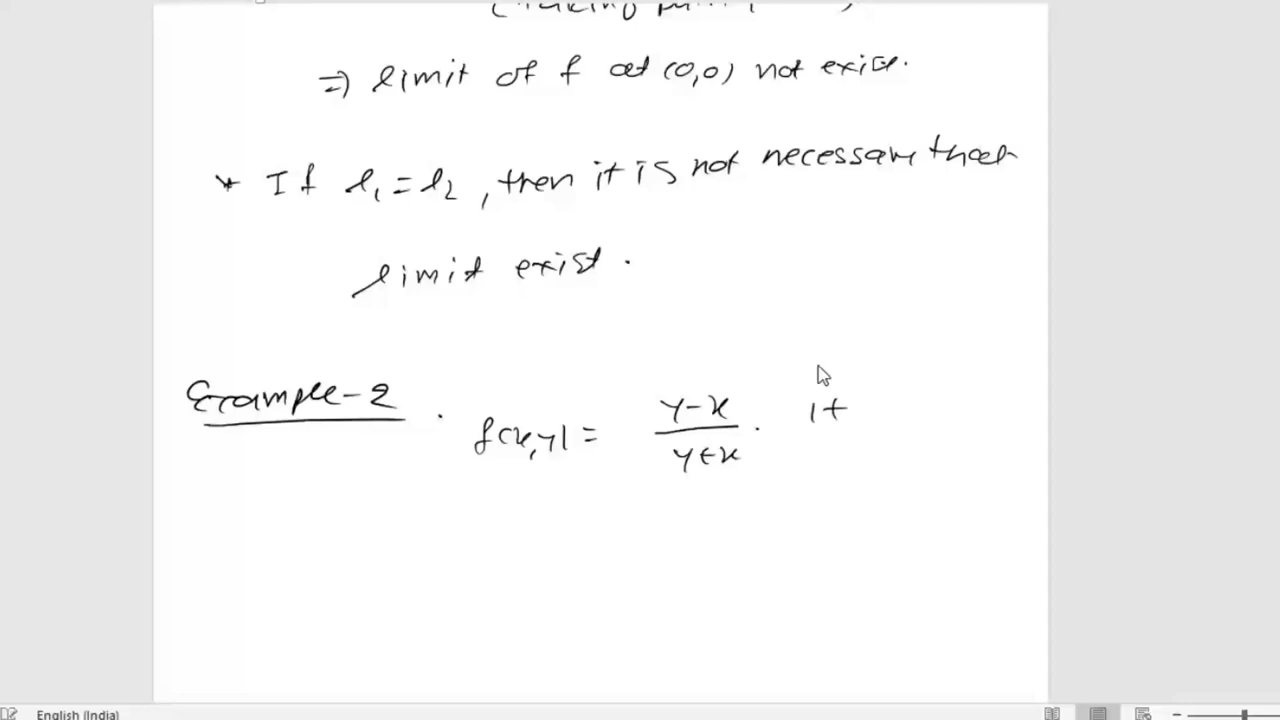 ⇒ limit of f at (0,0) not exist.
* If l₁ = l₂, then it is not necessary that
limit exist.
Example-2 . f(x,y) = y-x / y+x . 1+
English (India)